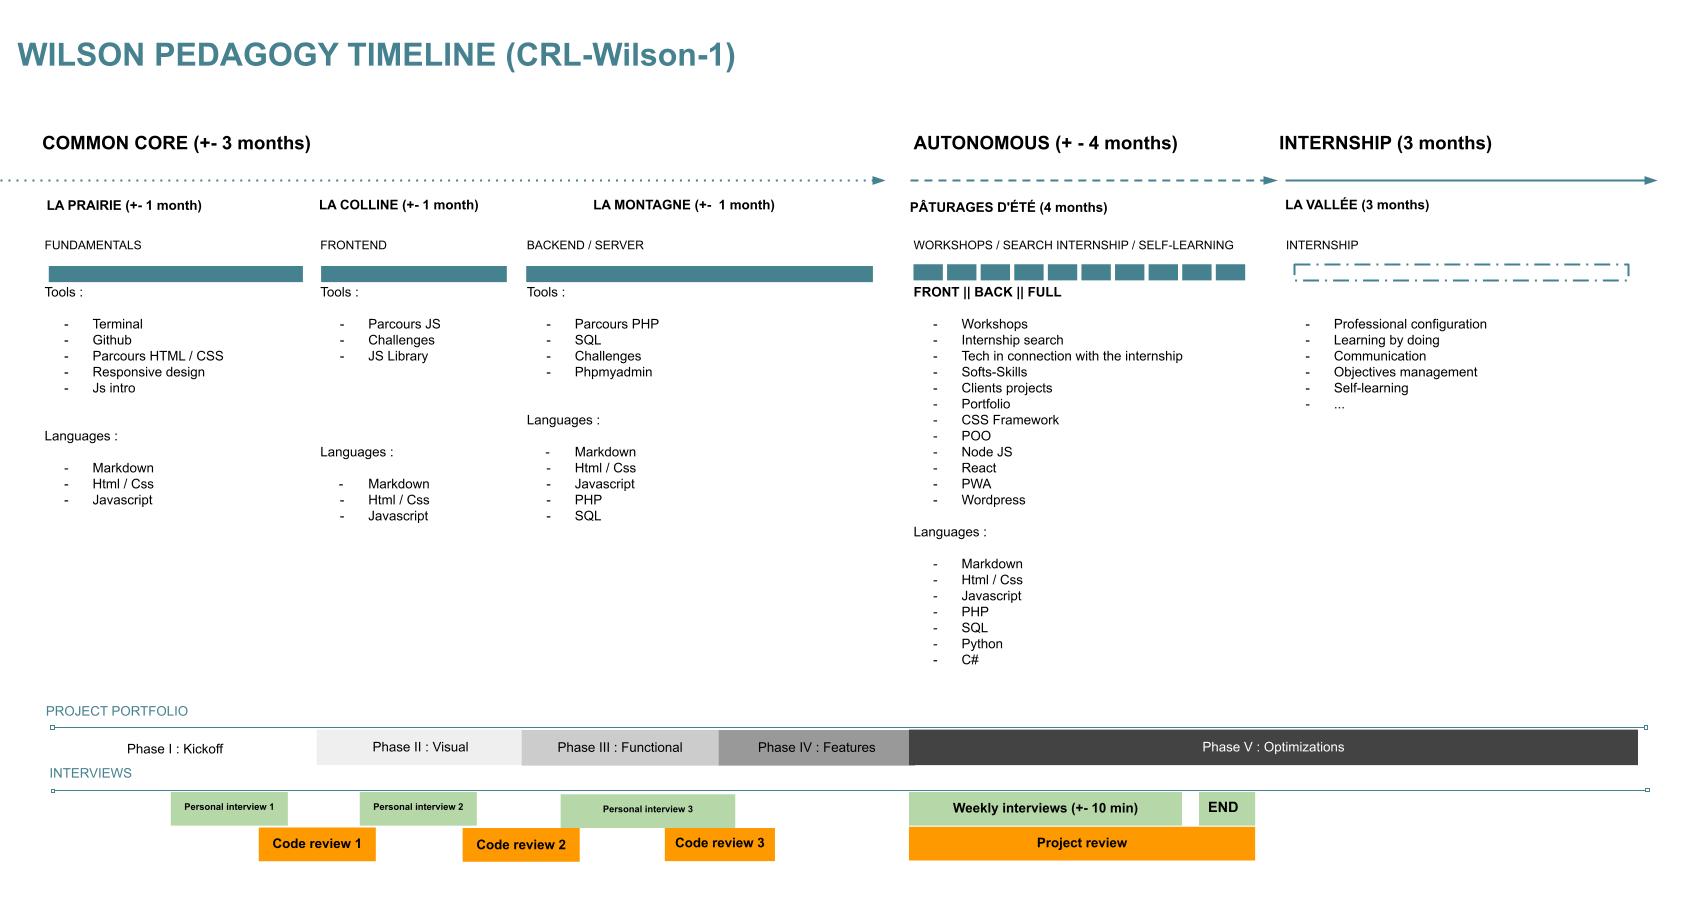 WILSON PEDAGOGY TIMELINE (CRL-Wilson-1)
COMMON CORE (+- 3 months)
LA PRAIRIE (+- 1 month)
FUNDAMENTALS
Tools :
- Terminal
- Github
- Parcours HTML / CSS
- Responsive design
- Js intro
Languages :
- Markdown
- Html / Css
- Javascript
LA COLLINE (+- 1 month)
FRONTEND
Tools :
- Parcours JS
- Challenges
- JS Library
Languages :
- Markdown
- Html / Css
- Javascript
LA MONTAGNE (+- 1 month)
BACKEND / SERVER
Tools :
- Parcours PHP
- SQL
- Challenges
- Phpmyadmin
Languages :
- Markdown
- Html / Css
- Javascript
- PHP
- SQL
AUTONOMOUS (+ - 4 months)
PÂTURAGES D'ÉTÉ (4 months)
WORKSHOPS / SEARCH INTERNSHIP / SELF-LEARNING
FRONT || BACK || FULL
- Workshops
- Internship search
- Tech in connection with the internship
- Softs-Skills
- Clients projects
- Portfolio
- CSS Framework
- POO
- Node JS
- React
- PWA
- Wordpress
Languages :
- Markdown
- Html / Css
- Javascript
- PHP
- SQL
- Python
- C#
INTERNSHIP (3 months)
LA VALLÉE (3 months)
INTERNSHIP
- Professional configuration
- Learning by doing
- Communication
- Objectives management
- Self-learning
- ...
PROJECT PORTFOLIO
Phase I : Kickoff
Phase II : Visual
Phase III : Functional
Phase IV : Features
Phase V : Optimizations
INTERVIEWS
Personal interview 1
Personal interview 2
Personal interview 3
Weekly interviews (+- 10 min)
END
Code review 1
Code review 2
Code review 3
Project review